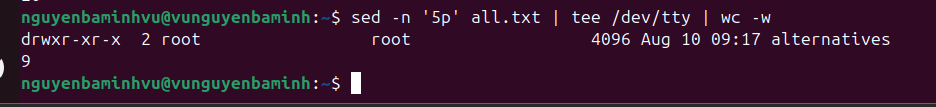 nguyenbaminhvu@vunguyenbaminh:~$ sed -n '5p' all.txt | tee /dev/tty | wc -w
drwxr-xr-x  2 root                root                4096 Aug 10 09:17 alternatives
9
nguyenbaminhvu@vunguyenbaminh:~$